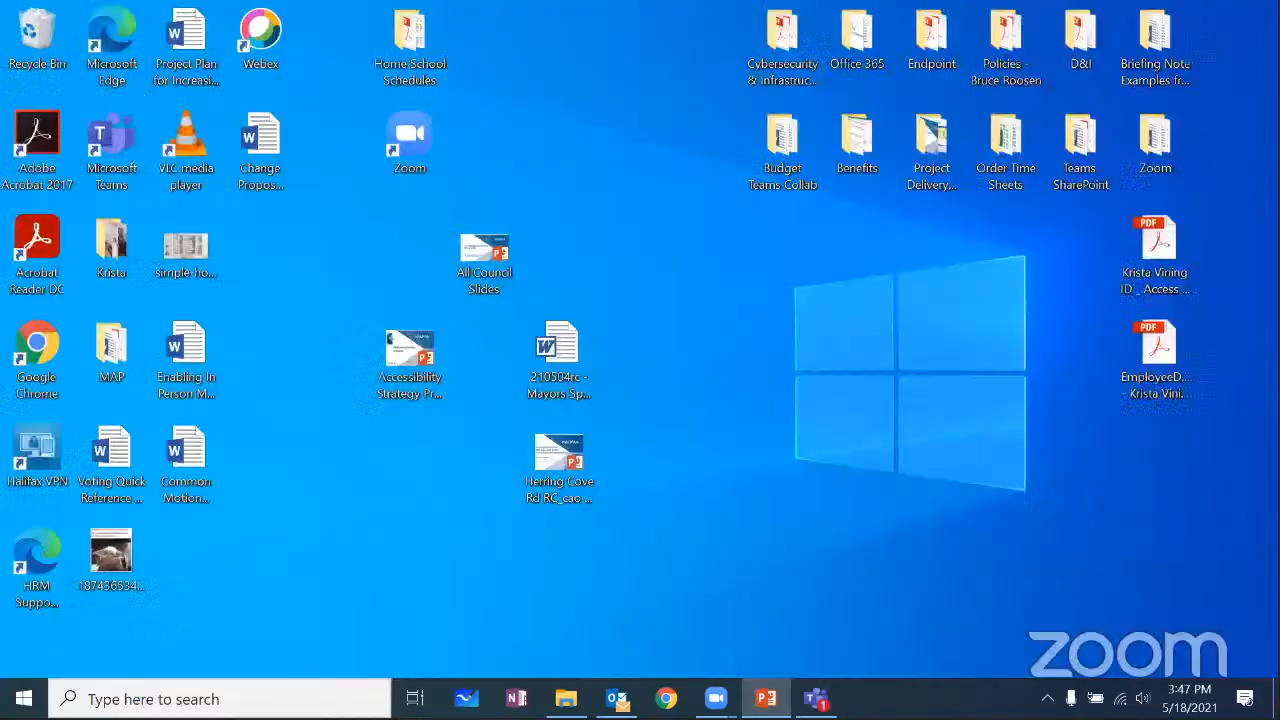 Recycle Bin
Microsoft
Edge
Project Plan
for Increasi...
Webex
Home School
Schedules
Cybersecurity
& Infrastruc...
Office 365
Endpoint
Policies -
Bruce Roosen
D&I
Briefing Note
Examples fr...
Adobe
Acrobat 2017
Microsoft
Teams
VLC media
player
Change
Propos...
Zoom
Budget
Teams Collab
Benefits
Project
Delivery...
Order Time
Sheets
Teams
SharePoint
Zoom
Acrobat
Reader DC
Krista
simple-ho...
All Council
Slides
PDF
Krista Vining
ID _ Access ...
Google
Chrome
MAP
Enabling In
Person M...
Accessibility
Strategy Pr...
210504rc -
Mayors Sp...
PDF
EmployeeD...
- Krista Vini...
Halifax VPN
Voting Quick
Reference ...
Common
Motion...
Herring Cove
Rd RC_cao ...
HRM
Suppo...
187436534...
zoom
Type here to search
1
3:47 PM
5/18/2021